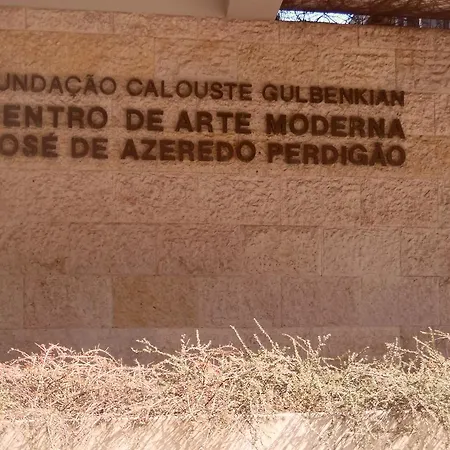 UNDAÇÃO CALOUSTE GULBENKIAN
ENTRO DE ARTE MODERNA
OSÉ DE AZEREDO PERDIGÃO